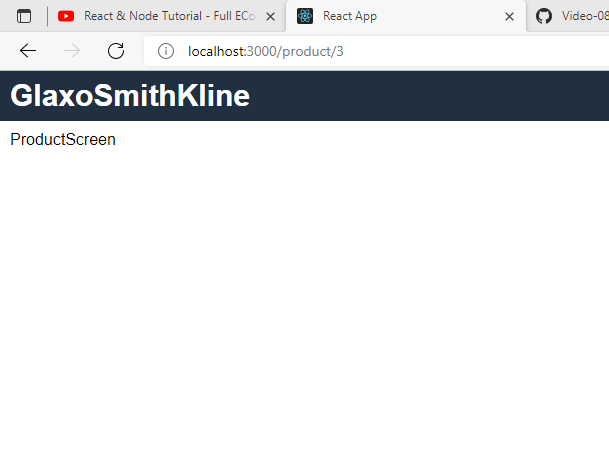 React & Node Tutorial - Full ECo
React App
Video-08
localhost:3000/product/3
GlaxoSmithKline
ProductScreen